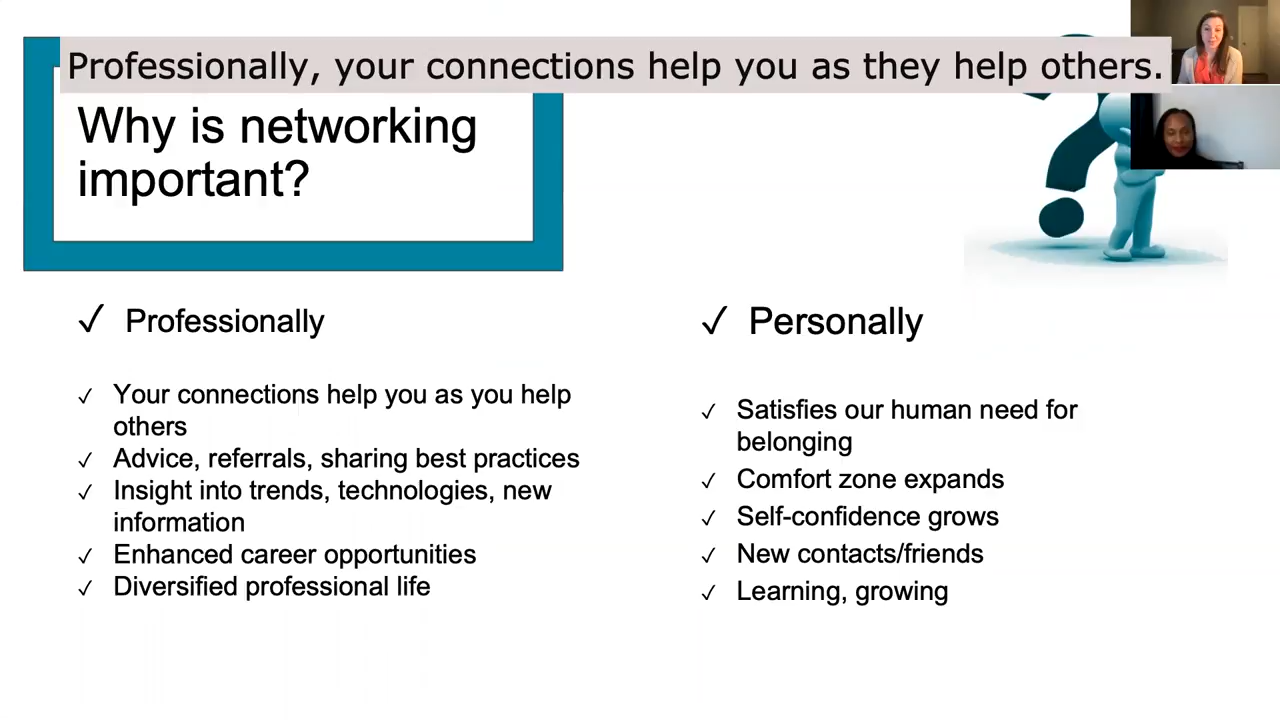 Professionally, your connections help you as they help others.
Why is networking
important?
✓ Professionally
✓ Your connections help you as you help
others
✓ Advice, referrals, sharing best practices
✓ Insight into trends, technologies, new
information
✓ Enhanced career opportunities
✓ Diversified professional life
✓ Personally
✓ Satisfies our human need for
belonging
✓ Comfort zone expands
✓ Self-confidence grows
✓ New contacts/friends
✓ Learning, growing